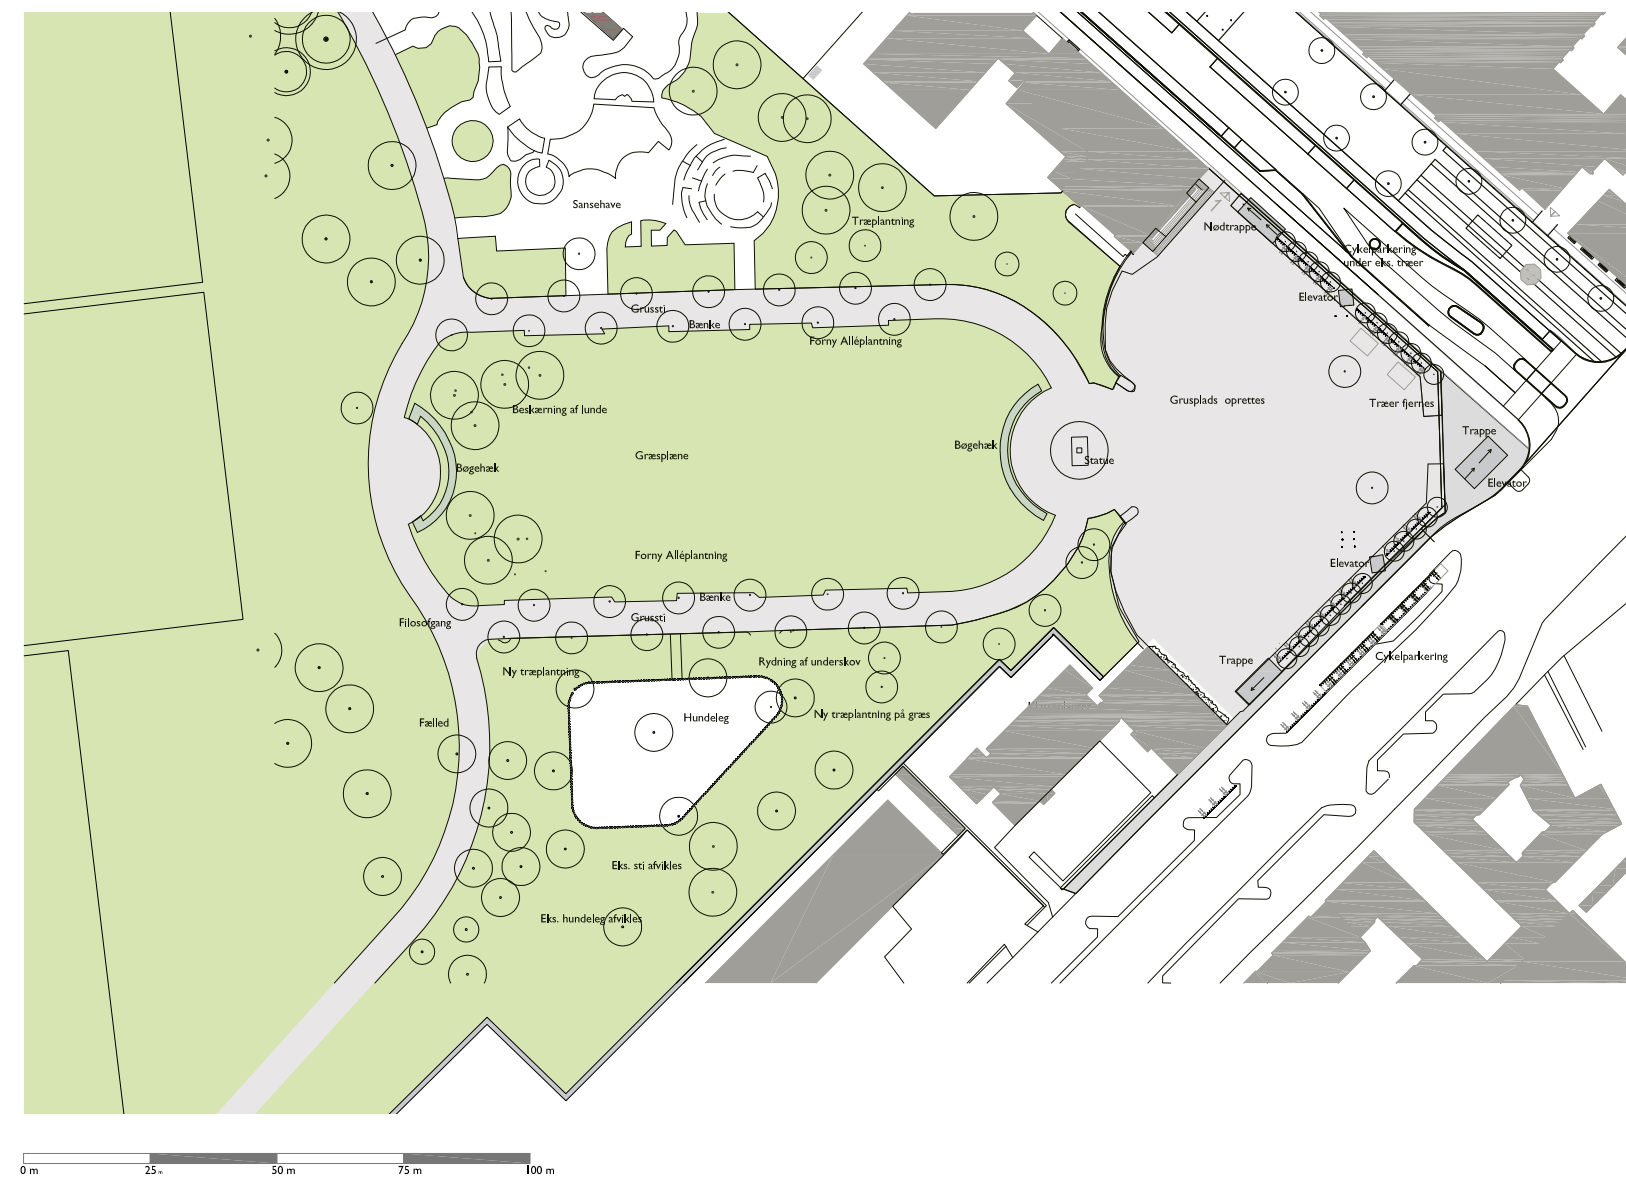 Sansehave
Træplantning
Nødtrappe
Cykelparkering
under eks. træer
Elevator
Grussti
Bænke
Forny Alléplantning
Grusplads oprettes
Træer fjernes
Beskærning af lunde
Trappe
Bøgehæk
Græsplæne
Statue
Bøgehæk
Elevator
Forny Alléplantning
Elevator
Bænke
Grussti
Filosofgang
Cykelparkering
Trappe
Rydning af underskov
Ny træplantning
Ny træplantning på græs
Hundeleg
Fælled
Eks. sti afvikles
Eks. hundeleg afvikles
0 m 25 m 50 m 75 m 100 m